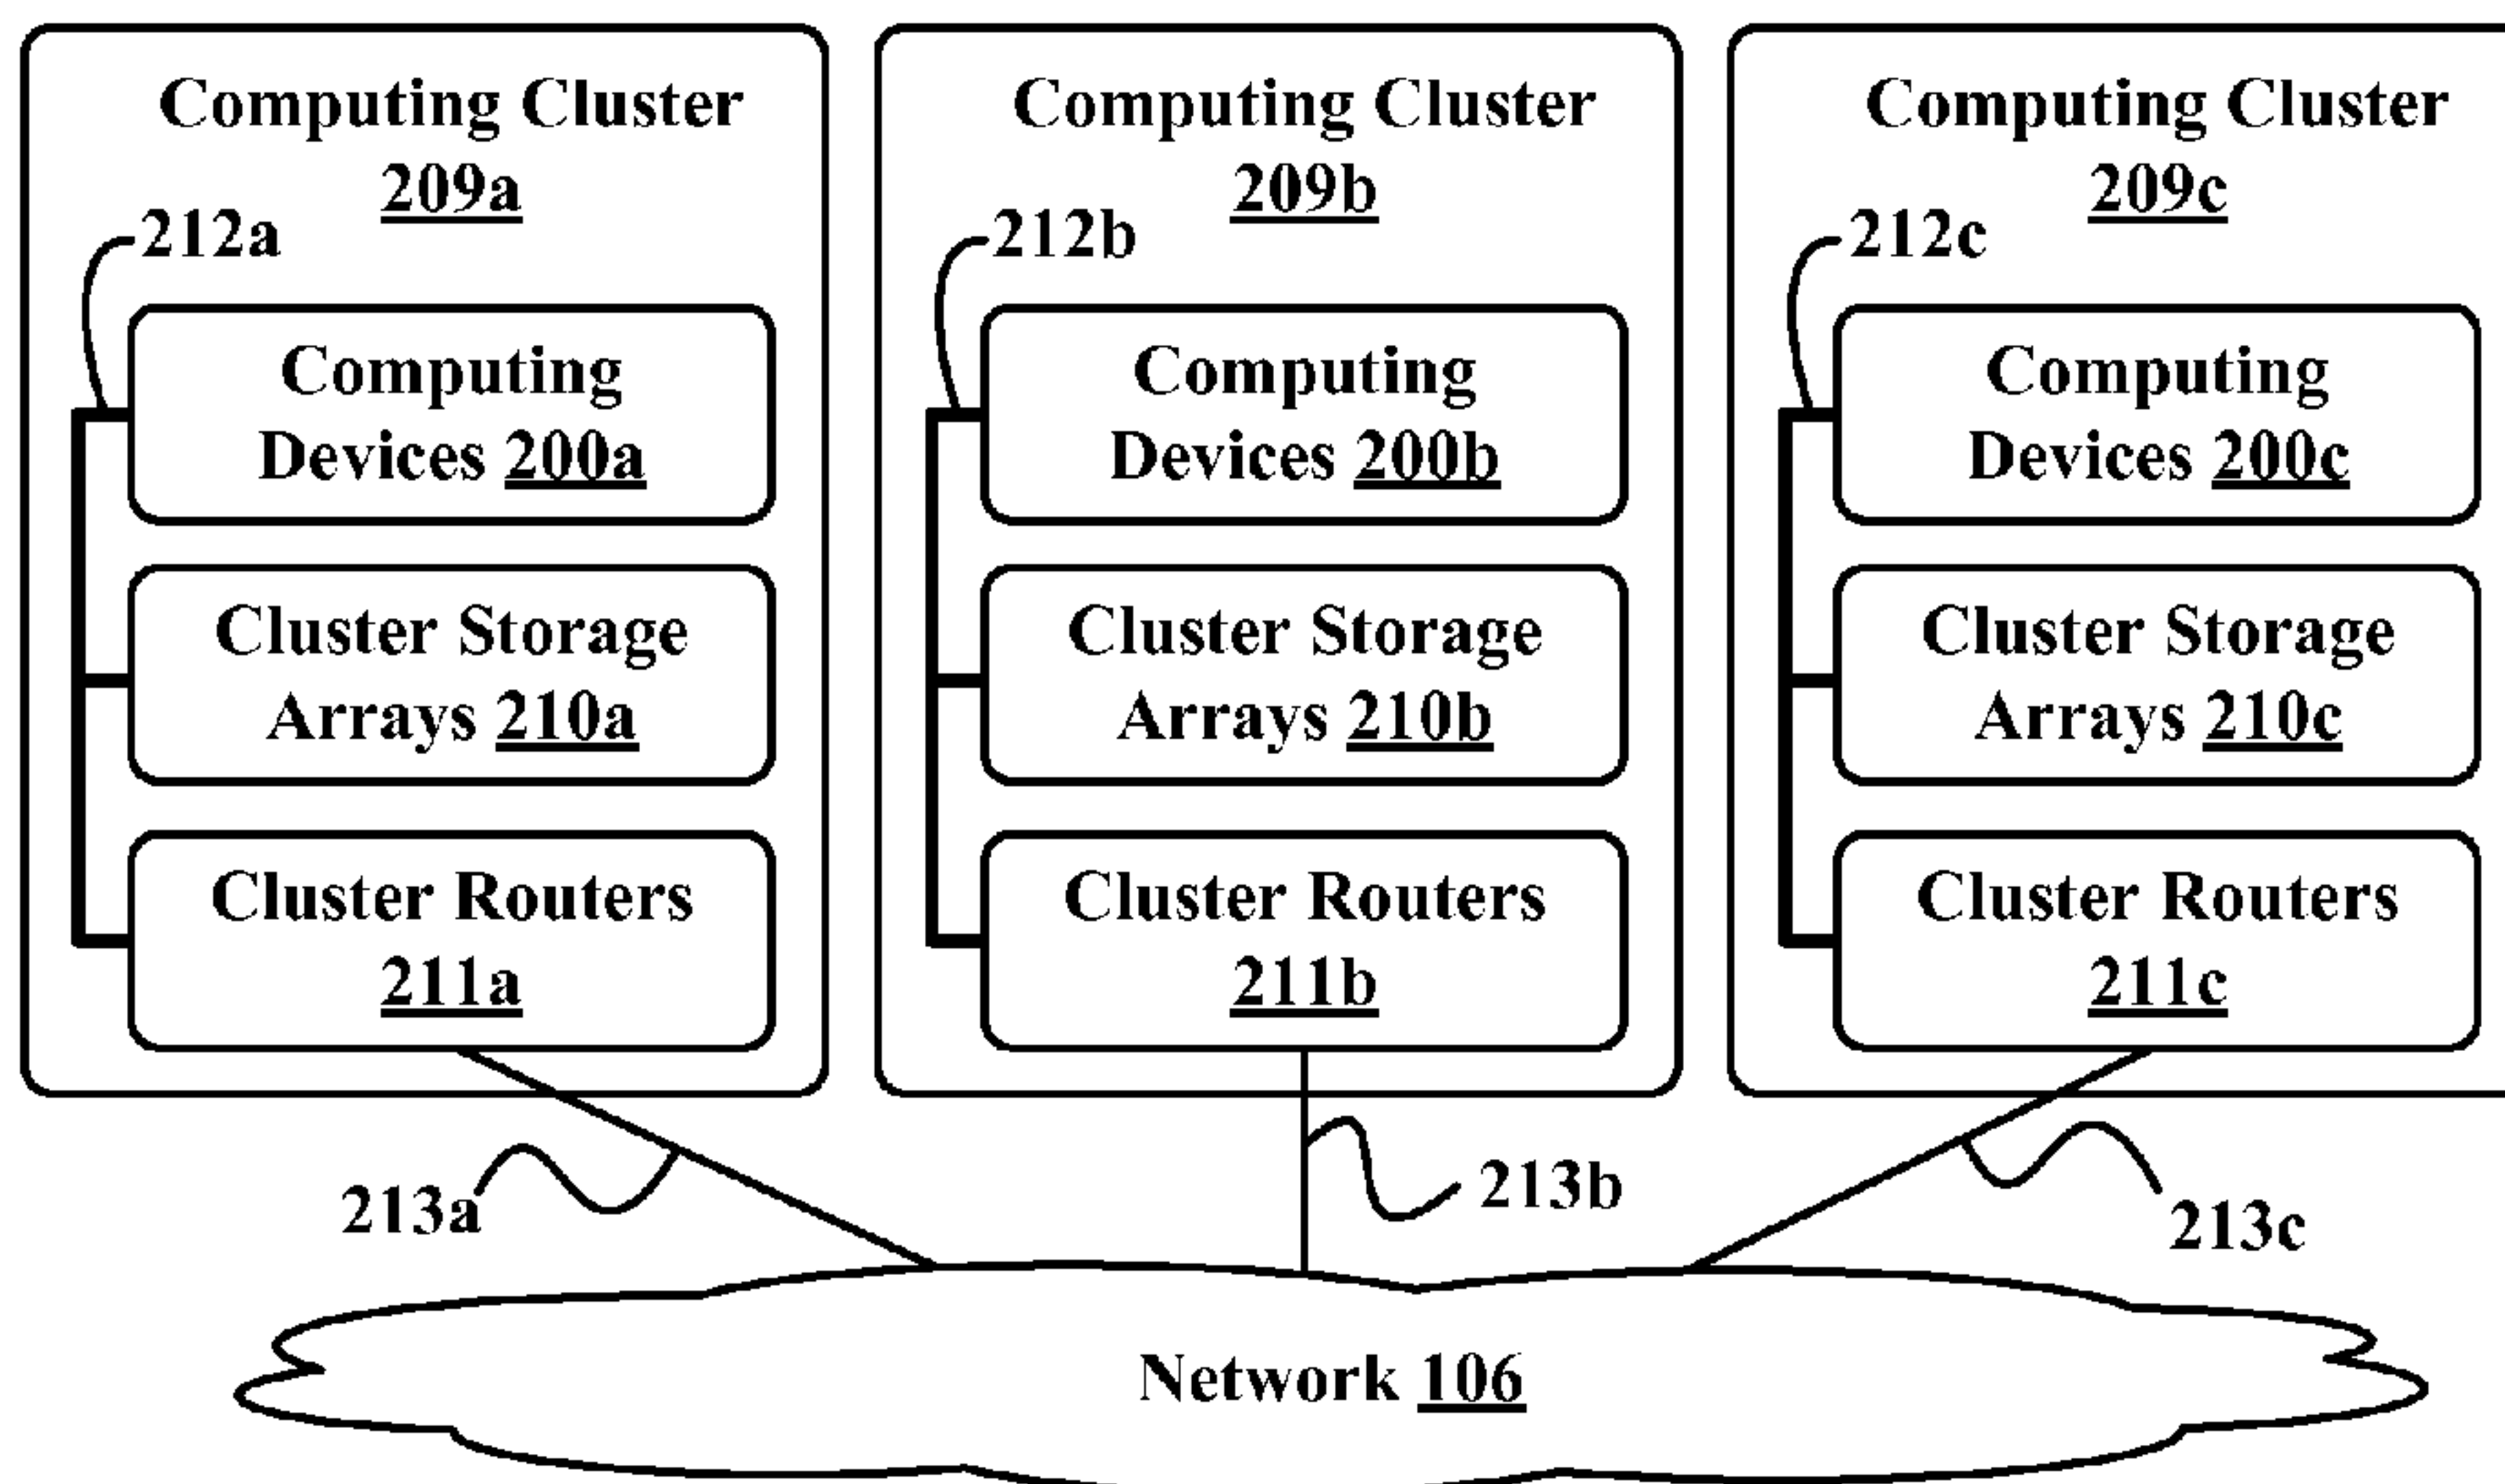 Computing Cluster
209a
212a
Computing
Devices 200a
Cluster Storage
Arrays 210a
Cluster Routers
211a
Computing Cluster
209b
212b
Computing
Devices 200b
Cluster Storage
Arrays 210b
Cluster Routers
211b
Computing Cluster
209c
212c
Computing
Devices 200c
Cluster Storage
Arrays 210c
Cluster Routers
211c
213a
213b
213c
Network 106